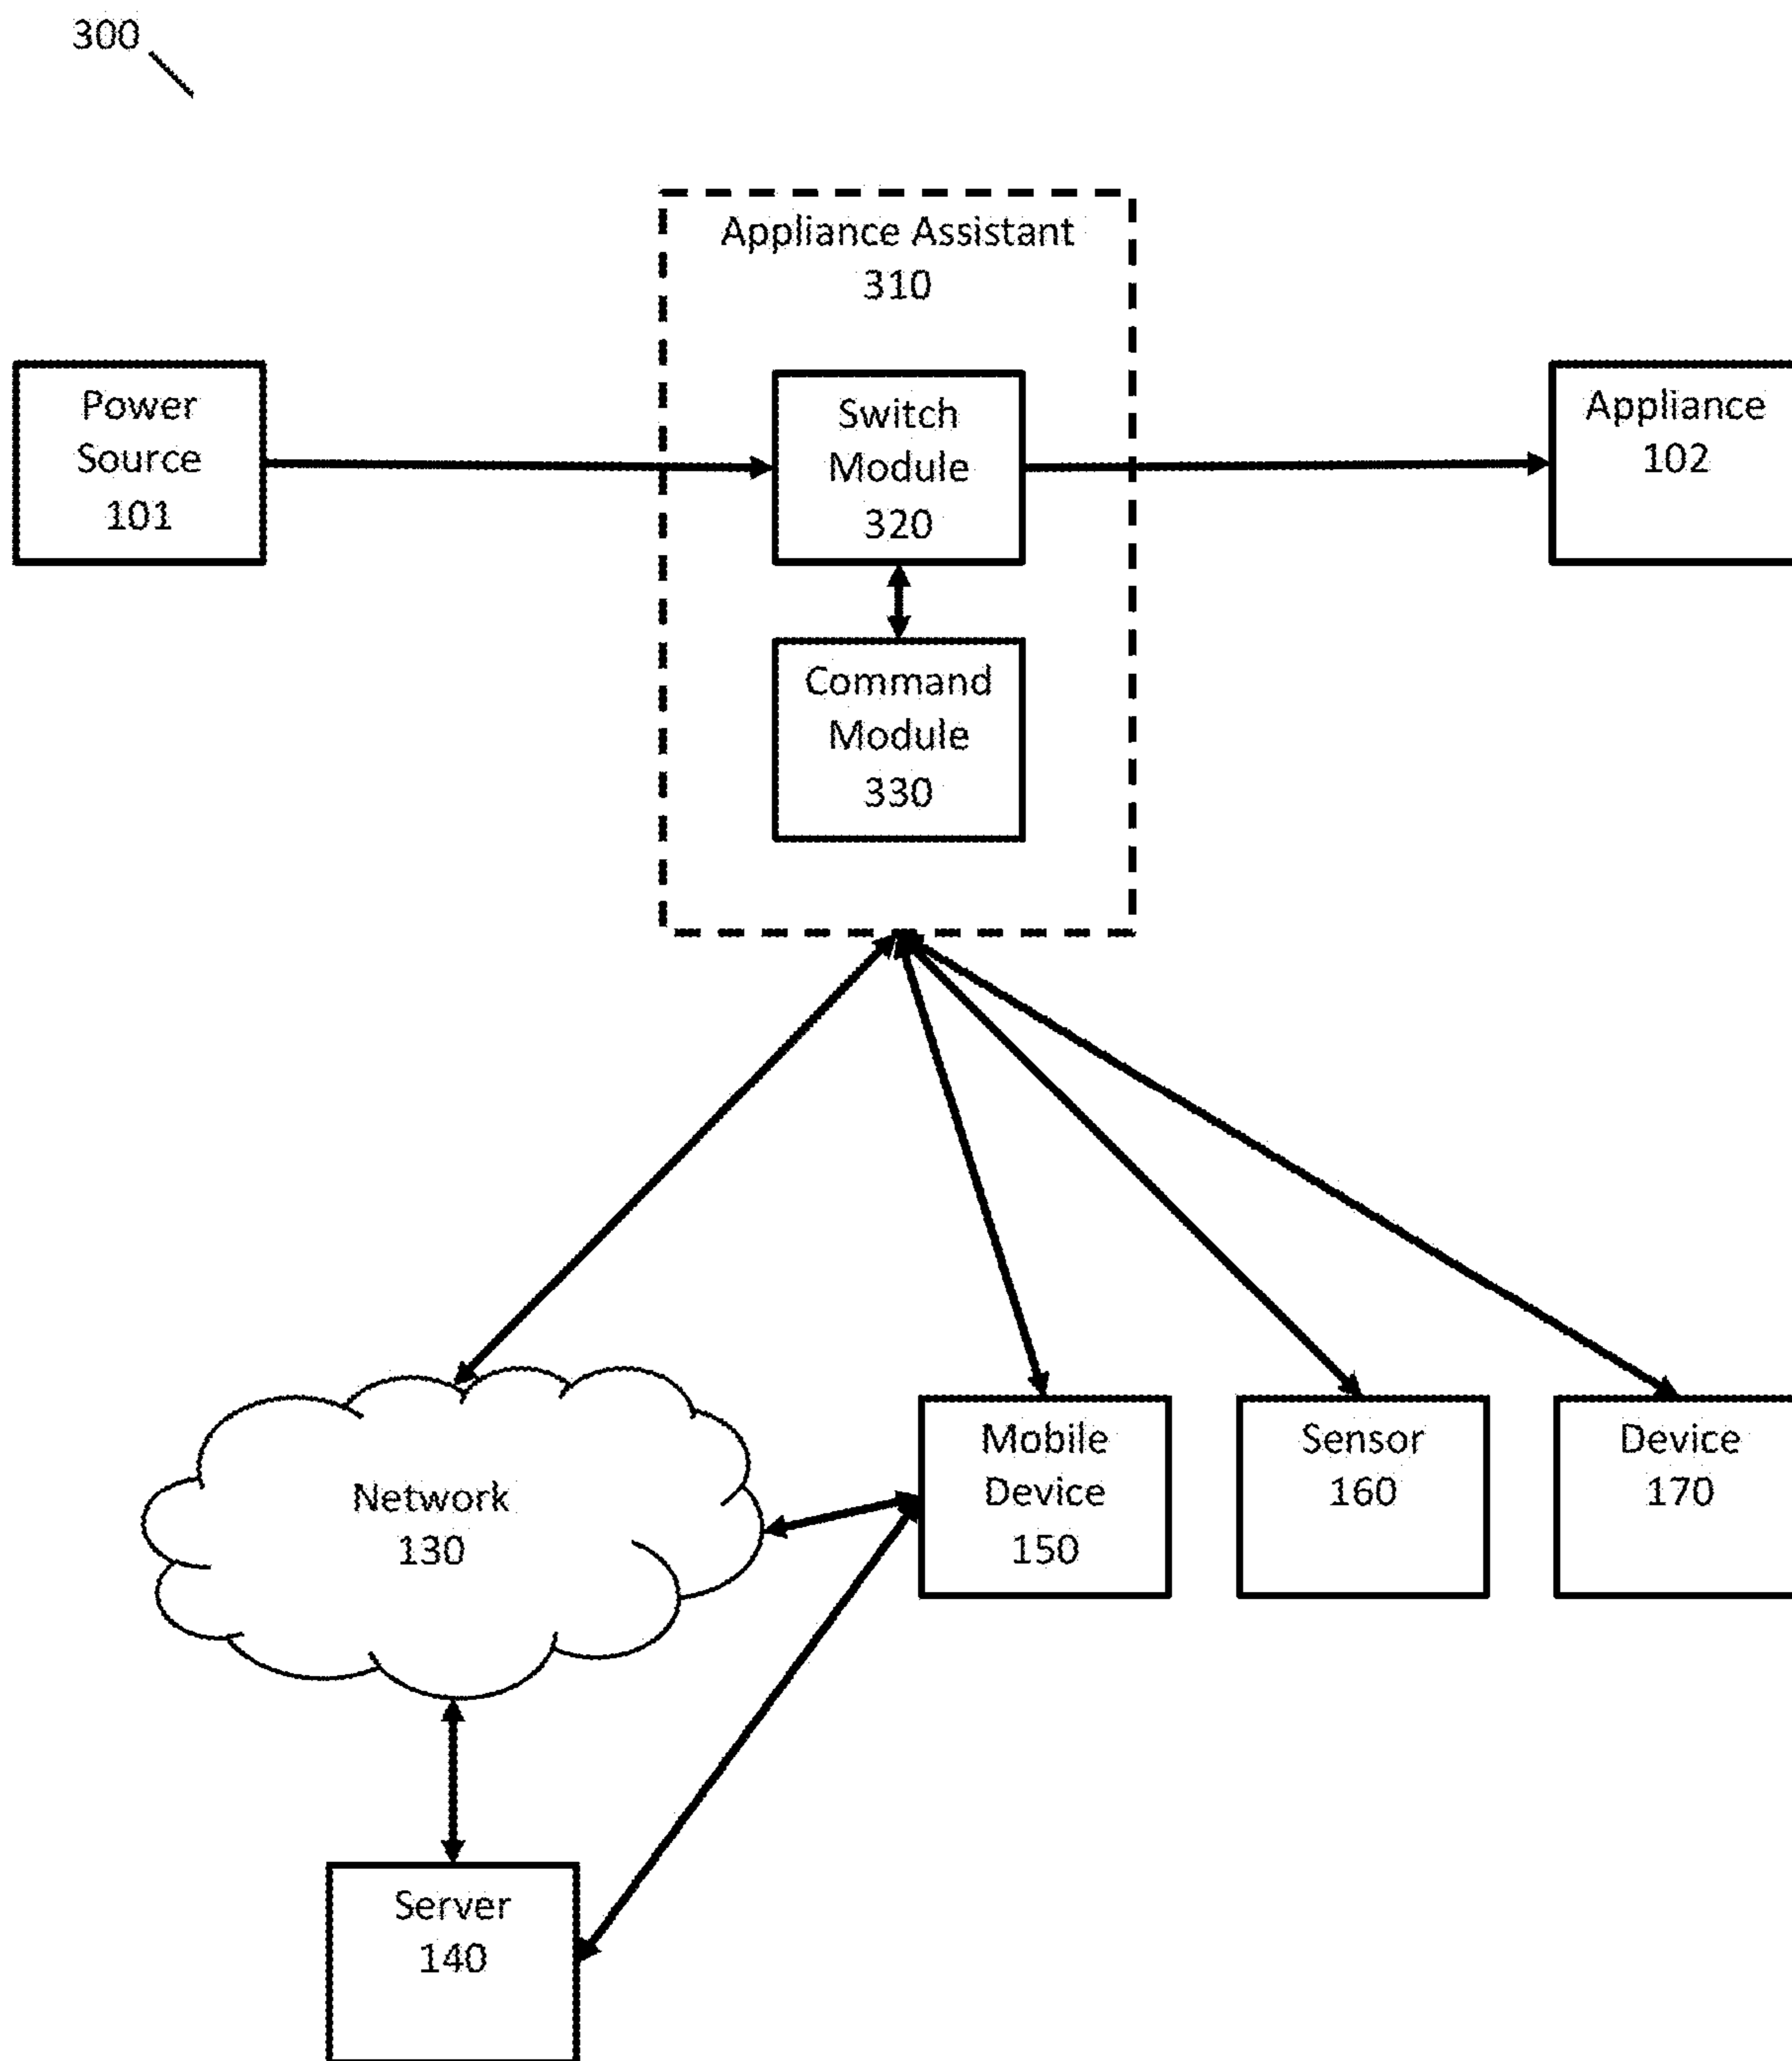 300
Appliance Assistant
310
Power
Source
101
Switch
Module
320
Appliance
102
Command
Module
330
Network
130
Mobile
Device
150
Sensor
160
Device
170
Server
140